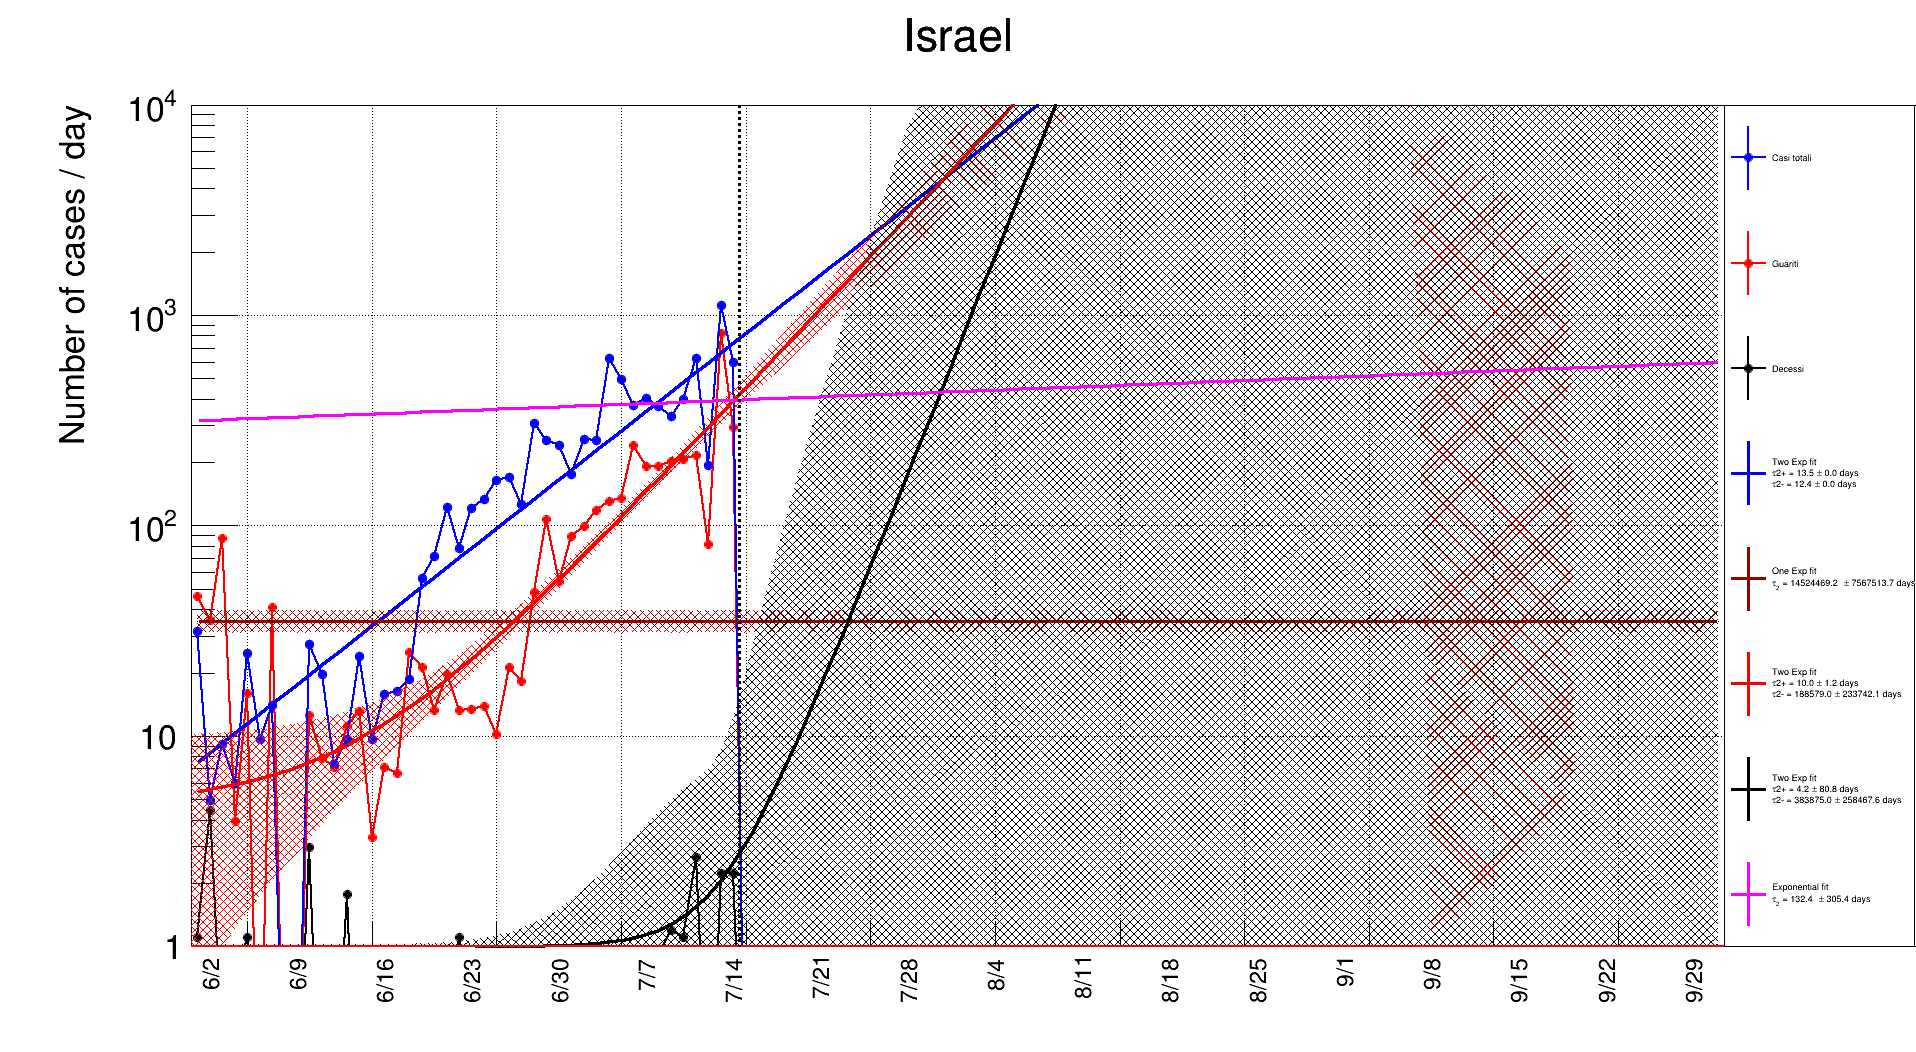 Israel
Number of cases / day
10^4
10^3
10^2
10
1
6/2
6/9
6/16
6/23
6/30
7/7
7/14
7/21
7/28
8/4
8/11
8/18
8/25
9/1
9/8
9/15
9/22
9/29
Casi totali
Guariti
Decessi
Two Exp fit
τ2+ = 13.5 ± 0.0 days
τ2- = 12.4 ± 0.0 days
One Exp fit
τ_2 = 14524469.2 ± 7567513.7 days
Two Exp fit
τ2+ = 10.0 ± 1.2 days
τ2- = 188579.0 ± 233742.1 days
Two Exp fit
τ2+ = 4.2 ± 80.8 days
τ2- = 383875.0 ± 258467.6 days
Exponential fit
τ_2 = 132.4 ± 305.4 days